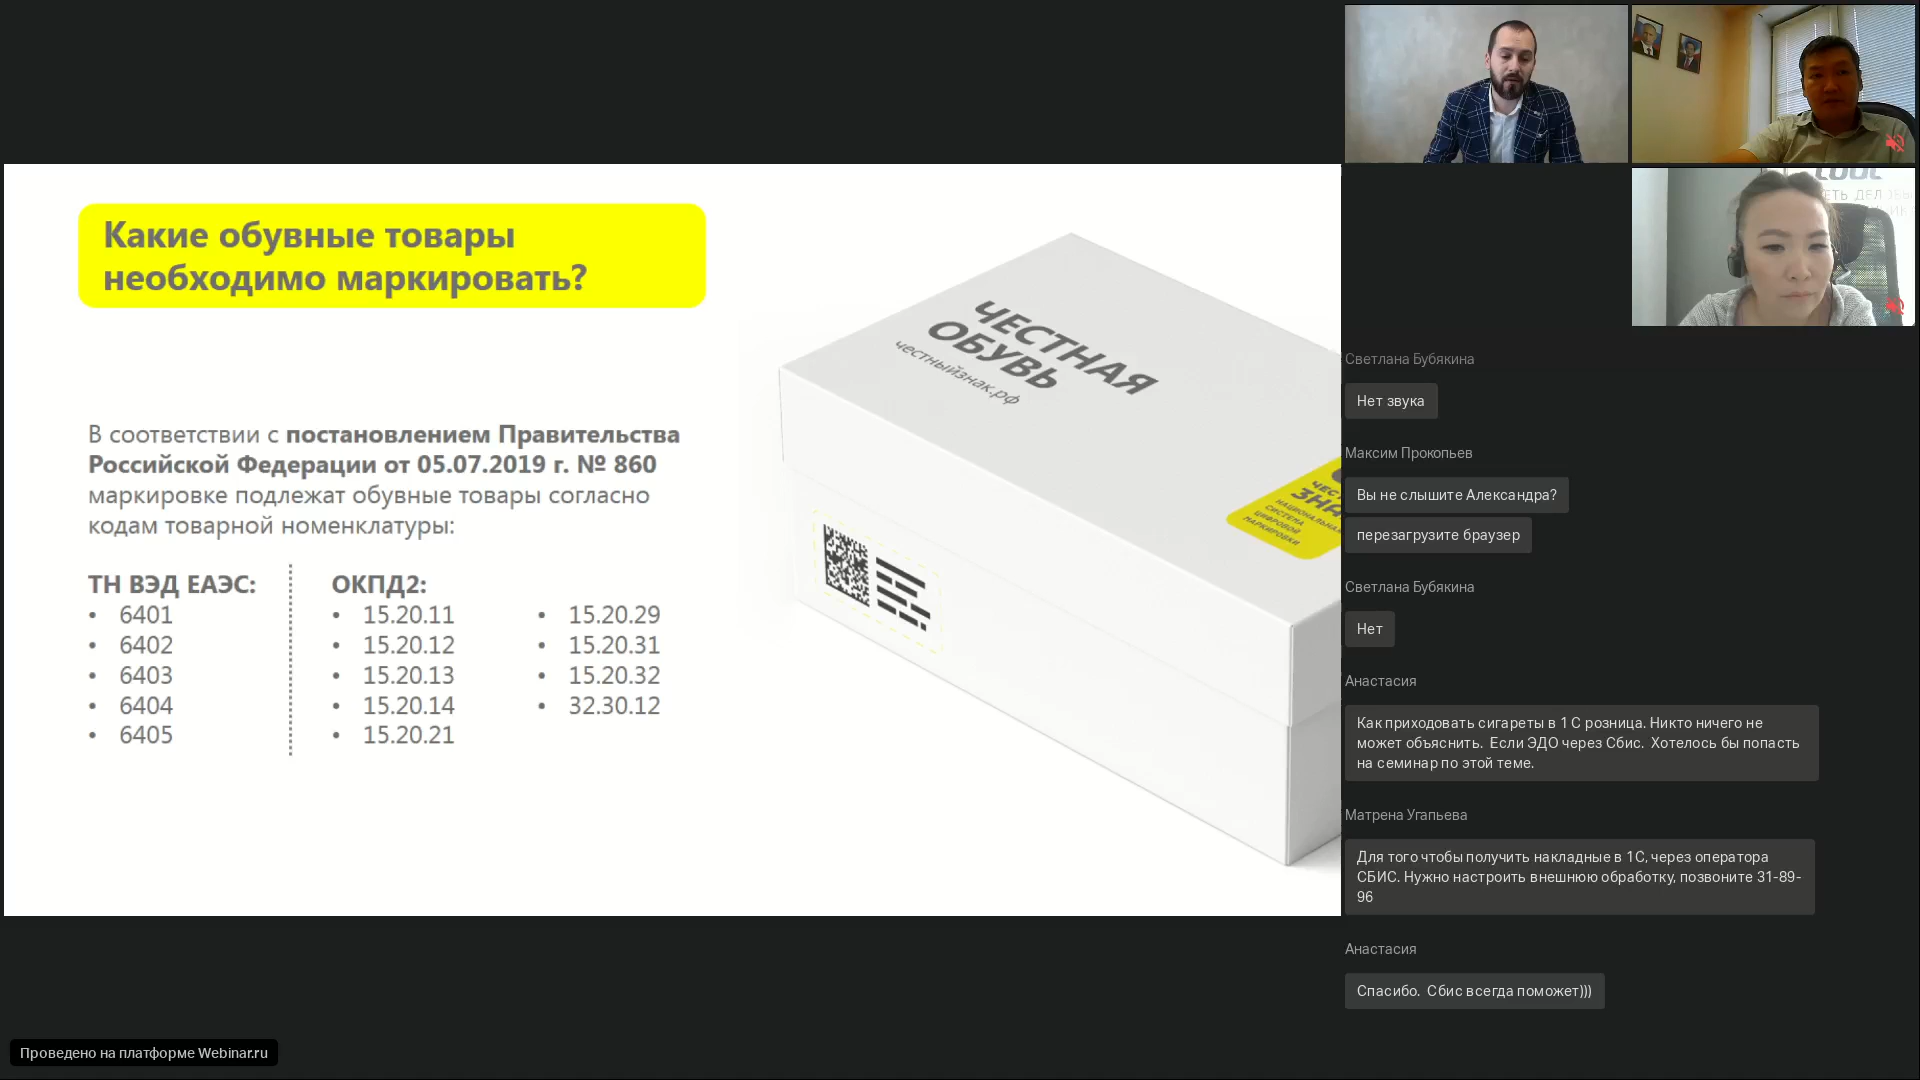 Какие обувные товары
необходимо маркировать?
В соответствии с постановлением Правительства
Российской Федерации от 05.07.2019 г. № 860
маркировке подлежат обувные товары согласно
кодам товарной номенклатуры:
ТН ВЭД ЕАЭС:
• 6401
• 6402
• 6403
• 6404
• 6405
ОКПД2:
• 15.20.11
• 15.20.12
• 15.20.13
• 15.20.14
• 15.20.21
• 15.20.29
• 15.20.31
• 15.20.32
• 32.30.12
ЧЕСТНАЯ
ОБУВЬ
честныйзнак.рф
СИСТЕМА
ЦИФРОВОЙ
МАРКИРОВКИ
Светлана Бубякина
Нет звука
Максим Прокопьев
Вы не слышите Александра?
перезагрузите браузер
Светлана Бубякина
Нет
Анастасия
Как приходовать сигареты в 1 С розница. Никто ничего не
может объяснить. Если ЭДО через Сбис. Хотелось бы попасть
на семинар по этой теме.
Матрена Угапьева
Для того чтобы получить накладные в 1С, через оператора
СБИС. Нужно настроить внешнюю обработку, позвоните 31-89-
96
Анастасия
Спасибо. Сбис всегда поможет)))
Проведено на платформе Webinar.ru